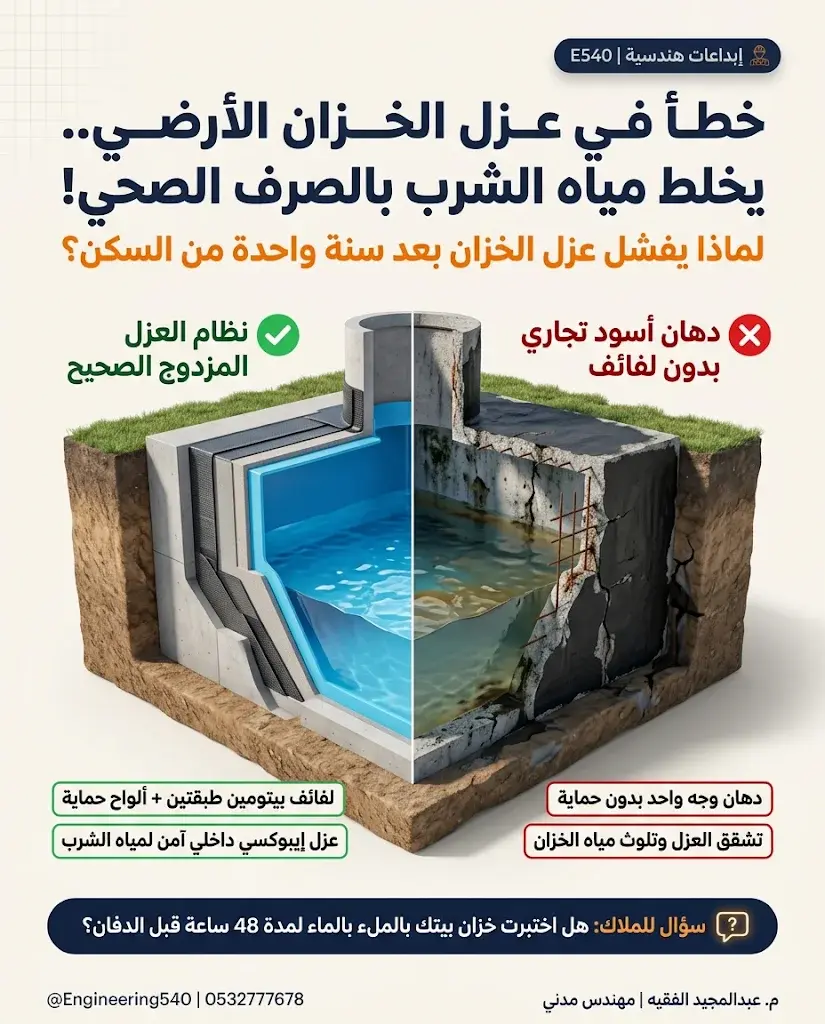 إبداعات هندسية | E540
خطأ في عزل الخزان الأرضي..
يخلط مياه الشرب بالصرف الصحي!
لماذا يفشل عزل الخزان بعد سنة واحدة من السكن؟
دهان أسود تجاري
بدون لفائف
نظام العزل
المزدوج الصحيح
دهان وجه واحد بدون حماية
تشقق العزل وتلوث مياه الخزان
لفائف بيتومين طبقتين + ألواح حماية
عزل إيبوكسي داخلي آمن لمياه الشرب
سؤال للملاك: هل اختبرت خزان بيتك بالملء بالماء لمدة 48 ساعة قبل الدفان؟
م. عبدالمجيد الفقيه | مهندس مدني
@Engineering540 | 0532777678